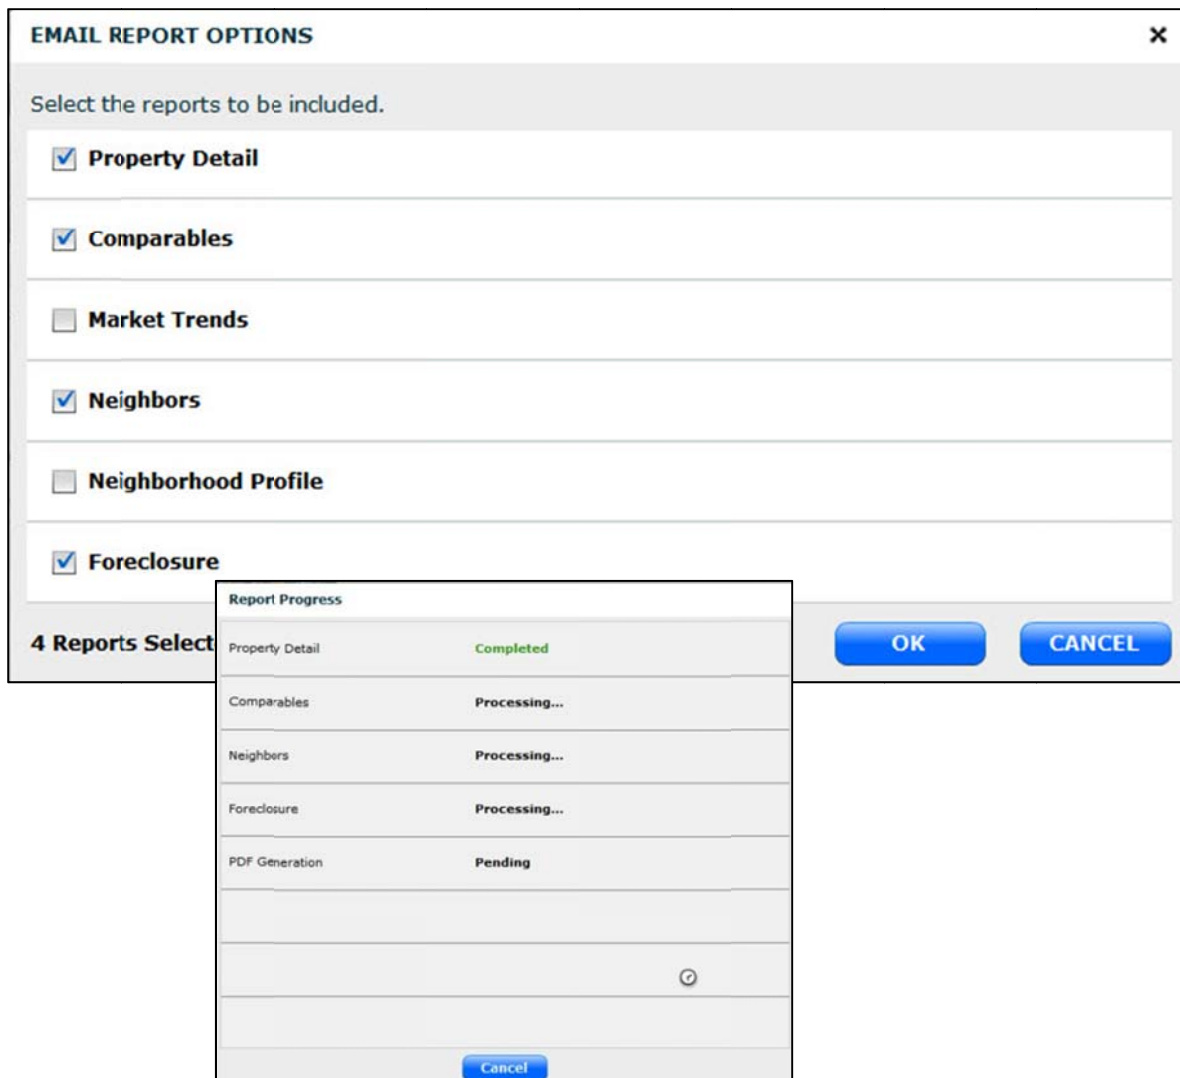 EMAIL REPORT OPTIONS
Select the reports to be included.
Property Detail
Comparables
Market Trends
Neighbors
Neighborhood Profile
Foreclosure
4 Reports Select
OK CANCEL
Report Progress
Property Detail Completed
Comparables Processing...
Neighbors Processing...
Foreclosure Processing...
PDF Generation Pending
Cancel